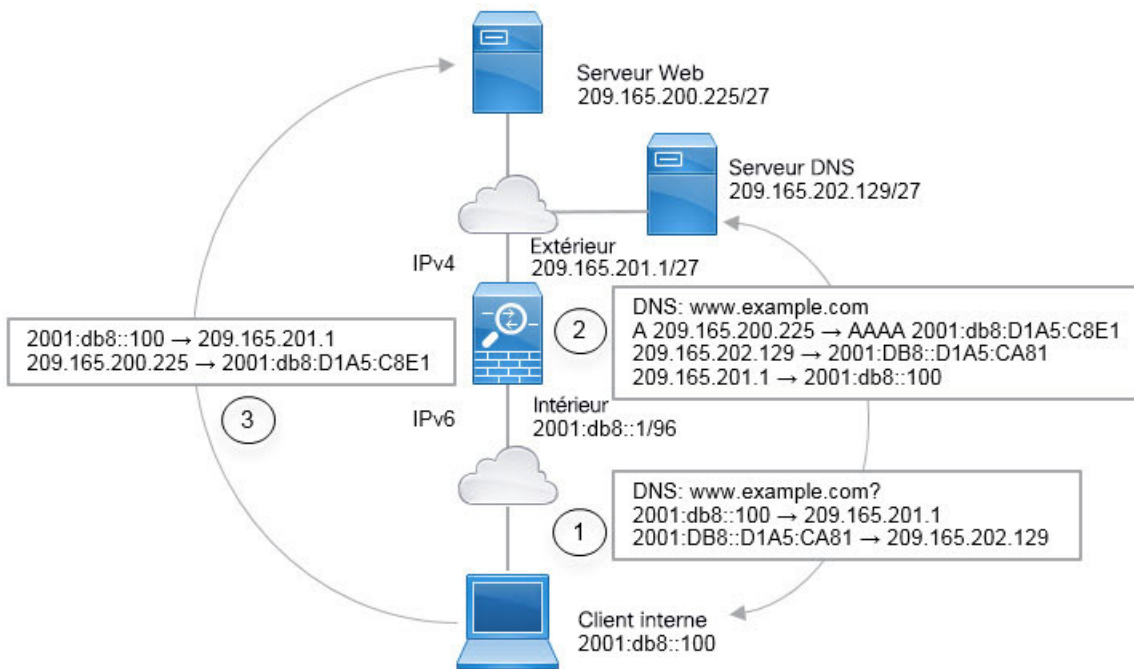 Serveur Web
209.165.200.225/27
Serveur DNS
209.165.202.129/27
IPv4
Extérieur
209.165.201.1/27
2
DNS: www.example.com
A 209.165.200.225 → AAAA 2001:db8:D1A5:C8E1
209.165.202.129 → 2001:DB8::D1A5:CA81
209.165.201.1 → 2001:db8::100
2001:db8::100 → 209.165.201.1
209.165.200.225 → 2001:db8:D1A5:C8E1
3
IPv6
Intérieur
2001:db8::1/96
1
DNS: www.example.com?
2001:db8::100 → 209.165.201.1
2001:DB8::D1A5:CA81 → 209.165.202.129
Client interne
2001:db8::100